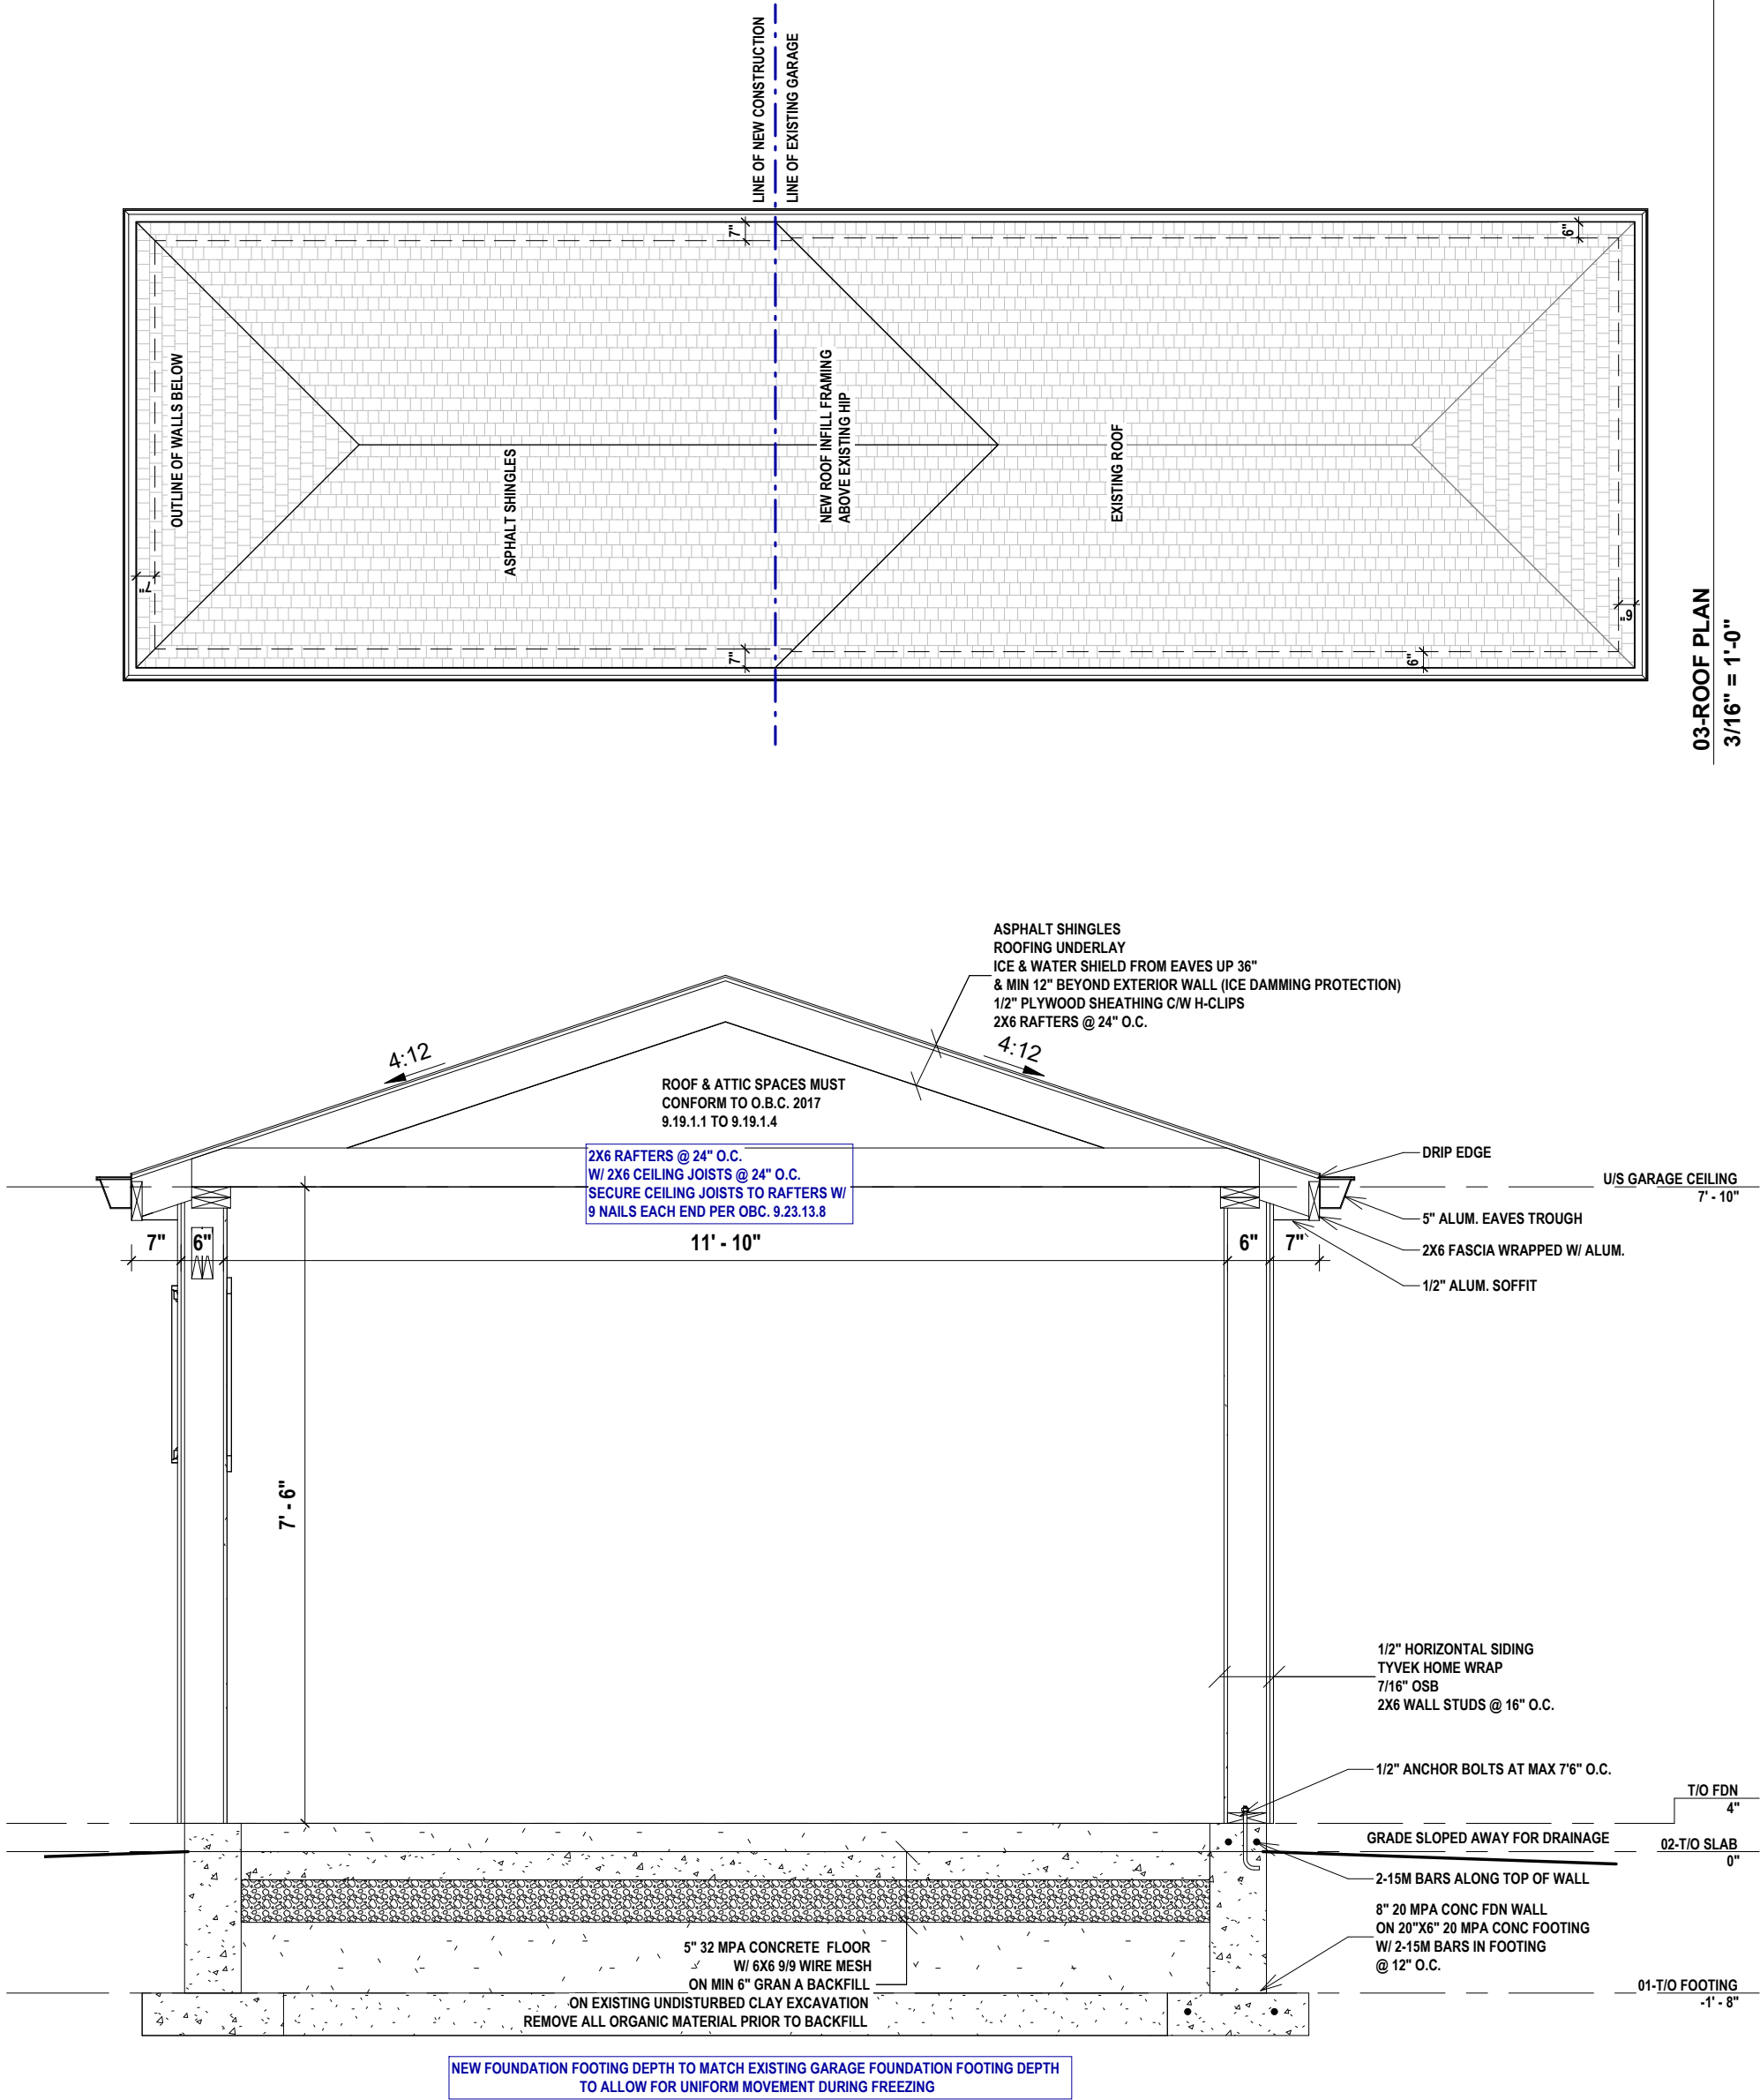 LINE OF NEW CONSTRUCTION
LINE OF EXISTING GARAGE
7"
6"
OUTLINE OF WALLS BELOW
ASPHALT SHINGLES
NEW ROOF INFILL FRAMING
ABOVE EXISTING HIP
EXISTING ROOF
7"
7"
6"
6"
03-ROOF PLAN
3/16" = 1'-0"
ASPHALT SHINGLES
ROOFING UNDERLAY
ICE & WATER SHIELD FROM EAVES UP 36"
& MIN 12" BEYOND EXTERIOR WALL (ICE DAMMING PROTECTION)
1/2" PLYWOOD SHEATHING C/W H-CLIPS
2X6 RAFTERS @ 24" O.C.
4:12
4:12
ROOF & ATTIC SPACES MUST
CONFORM TO O.B.C. 2017
9.19.1.1 TO 9.19.1.4
2X6 RAFTERS @ 24" O.C.
W/ 2X6 CEILING JOISTS @ 24" O.C.
SECURE CEILING JOISTS TO RAFTERS W/
9 NAILS EACH END PER OBC. 9.23.13.8
DRIP EDGE
U/S GARAGE CEILING
7' - 10"
5" ALUM. EAVES TROUGH
2X6 FASCIA WRAPPED W/ ALUM.
1/2" ALUM. SOFFIT
7"
6"
11' - 10"
6"
7"
7' - 6"
1/2" HORIZONTAL SIDING
TYVEK HOME WRAP
7/16" OSB
2X6 WALL STUDS @ 16" O.C.
1/2" ANCHOR BOLTS AT MAX 7'6" O.C.
T/O FDN
4"
GRADE SLOPED AWAY FOR DRAINAGE
02-T/O SLAB
0"
2-15M BARS ALONG TOP OF WALL
8" 20 MPA CONC FDN WALL
ON 20"X6" 20 MPA CONC FOOTING
W/ 2-15M BARS IN FOOTING
@ 12" O.C.
01-T/O FOOTING
-1' - 8"
5" 32 MPA CONCRETE FLOOR
W/ 6X6 9/9 WIRE MESH
ON MIN 6" GRAN A BACKFILL
ON EXISTING UNDISTURBED CLAY EXCAVATION
REMOVE ALL ORGANIC MATERIAL PRIOR TO BACKFILL
NEW FOUNDATION FOOTING DEPTH TO MATCH EXISTING GARAGE FOUNDATION FOOTING DEPTH
TO ALLOW FOR UNIFORM MOVEMENT DURING FREEZING